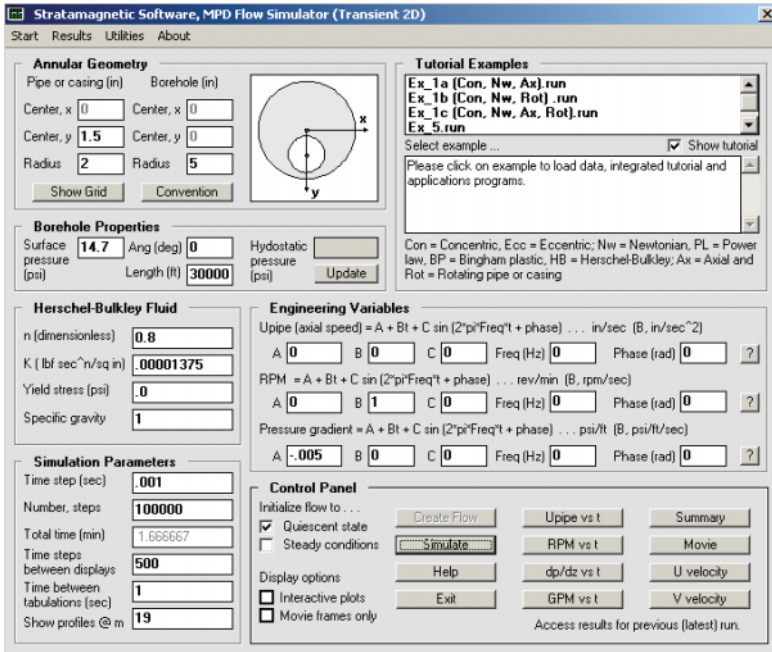 Stratamagnetic Software, MPD Flow Simulator (Transient 2D)
Start Results Utilities About
Annular Geometry
Pipe or casing (in) Borehole (in)
Center, x 0 Center, x 0
Center, y 1.5 Center, y 0
Radius 2 Radius 5
Show Grid Convention
x
y
Borehole Properties
Surface pressure (psi) 14.7 Ang (deg) 0
Length (ft) 30000
Hydostatic pressure (psi) Update
Herschel-Bulkley Fluid
n (dimensionless) 0.8
K ( lbf sec^n/sq in) .00001375
Yield stress (psi) .0
Specific gravity 1
Simulation Parameters
Time step (sec) .001
Number, steps 100000
Total time (min) 1.666667
Time steps between displays 500
Time between tabulations (sec) 1
Show profiles @ m 19
Tutorial Examples
Ex_1a (Con, Nw, Ax).run
Ex_1b (Con, Nw, Rot) .run
Ex_1c (Con, Nw, Ax, Rot).run
Ex_5.run
Select example ... Show tutorial
Please click on example to load data, integrated tutorial and
applications programs.
Con = Concentric, Ecc = Eccentric; Nw = Newtonian, PL = Power
law, BP = Bingham plastic, HB = Herschel-Bulkley; Ax = Axial and
Rot = Rotating pipe or casing
Engineering Variables
Upipe (axial speed) = A + Bt + C sin (2*pi*Freq*t + phase) . . . in/sec (B, in/sec^2)
A 0 B 0 C 0 Freq (Hz) 0 Phase (rad) 0 ?
RPM = A + Bt + C sin (2*pi*Freq*t + phase) . . . rev/min (B, rpm/sec)
A 0 B 1 C 0 Freq (Hz) 0 Phase (rad) 0 ?
Pressure gradient = A + Bt + C sin (2*pi*Freq*t + phase) . . . psi/ft (B, psi/ft/sec)
A -.005 B 0 C 0 Freq (Hz) 0 Phase (rad) 0 ?
Control Panel
Initialize flow to . . .
Quiescent state
Steady conditions
Display options
Interactive plots
Movie frames only
Create Flow Upipe vs t Summary
Simulate RPM vs t Movie
Help dp/dz vs t U velocity
Exit GPM vs t V velocity
Access results for previous (latest) run.